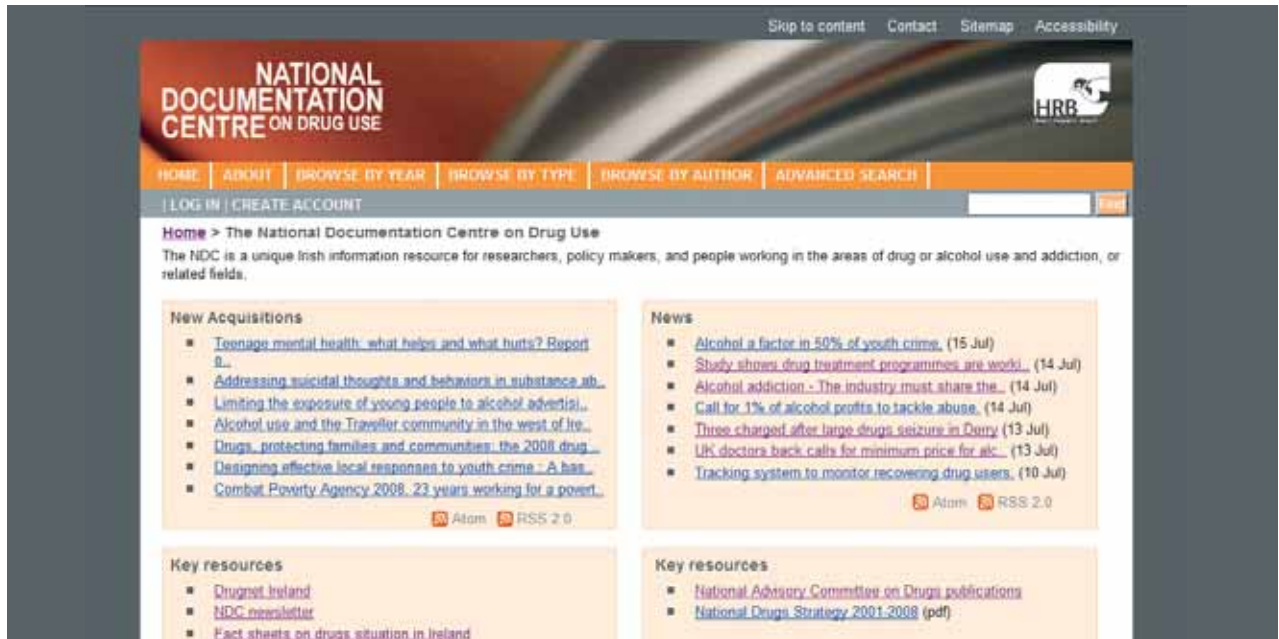 Skip to content Contact Sitemap Accessibility
NATIONAL
DOCUMENTATION
CENTRE ON DRUG USE
HRB
HOME ABOUT BROWSE BY YEAR BROWSE BY TYPE BROWSE BY AUTHOR ADVANCED SEARCH
| LOG IN | CREATE ACCOUNT
Find
Home > The National Documentation Centre on Drug Use
The NDC is a unique Irish information resource for researchers, policy makers, and people working in the areas of drug or alcohol use and addiction, or
related fields.
New Acquisitions
Teenage mental health: what helps and what hurts? Report
Addressing suicidal thoughts and behaviors in substance ab..
Limiting the exposure of young people to alcohol advertisi..
Alcohol use and the Traveller community in the west of Ire..
Drugs, protecting families and communities: the 2008 drug...
Designing effective local responses to youth crime : A bas..
Combat Poverty Agency 2008. 23 years working for a povert..
Atom RSS 2.0
News
Alcohol a factor in 50% of youth crime. (15 Jul)
Study shows drug treatment programmes are worki.. (14 Jul)
Alcohol addiction - The industry must share the.. (14 Jul)
Call for 1% of alcohol profits to tackle abuse. (14 Jul)
Three charged after large drugs seizure in Derry (13 Jul)
UK doctors back calls for minimum price for alc.. (13 Jul)
Tracking system to monitor recovering drug users. (10 Jul)
Atom RSS 2.0
Key resources
Drugnet Ireland
NDC newsletter
Fact sheets on drugs situation in Ireland
Key resources
National Advisory Committee on Drugs publications
National Drugs Strategy 2001-2008 (pdf)